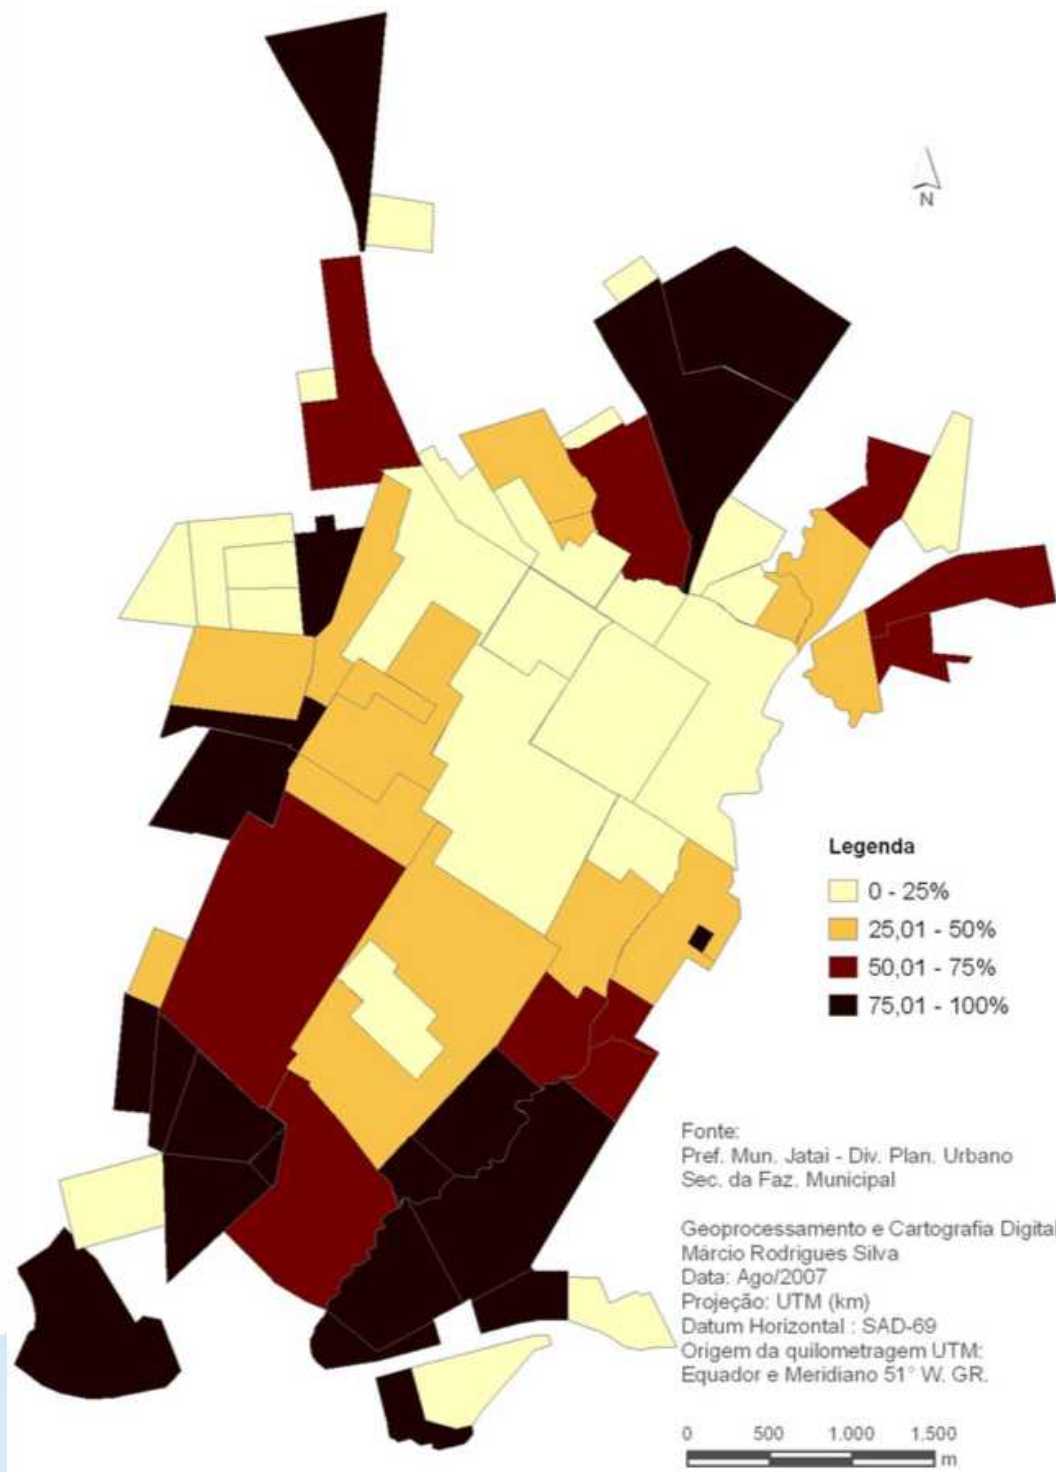 N
Legenda
0 - 25%
25,01 - 50%
50,01 - 75%
75,01 - 100%
Fonte:
Pref. Mun. Jatai - Div. Plan. Urbano
Sec. da Faz. Municipal
Geoprocessamento e Cartografia Digital
Márcio Rodrigues Silva
Data: Ago/2007
Projeção: UTM (km)
Datum Horizontal : SAD-69
Origem da quilometragem UTM:
Equador e Meridiano 51° W. GR.
0 500 1.000 1.500
m